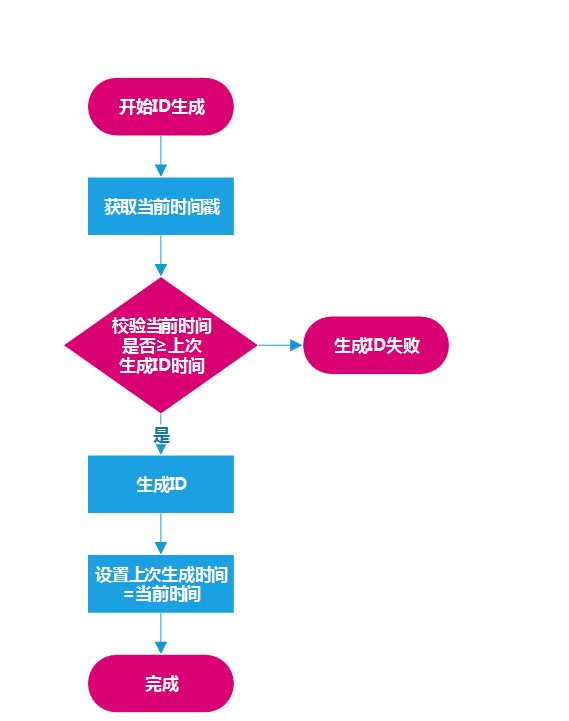 开始ID生成
获取当前时间戳
校验当前时间
是否≥上次
生成ID时间
生成ID失败
是
生成ID
设置上次生成时间
=当前时间
完成